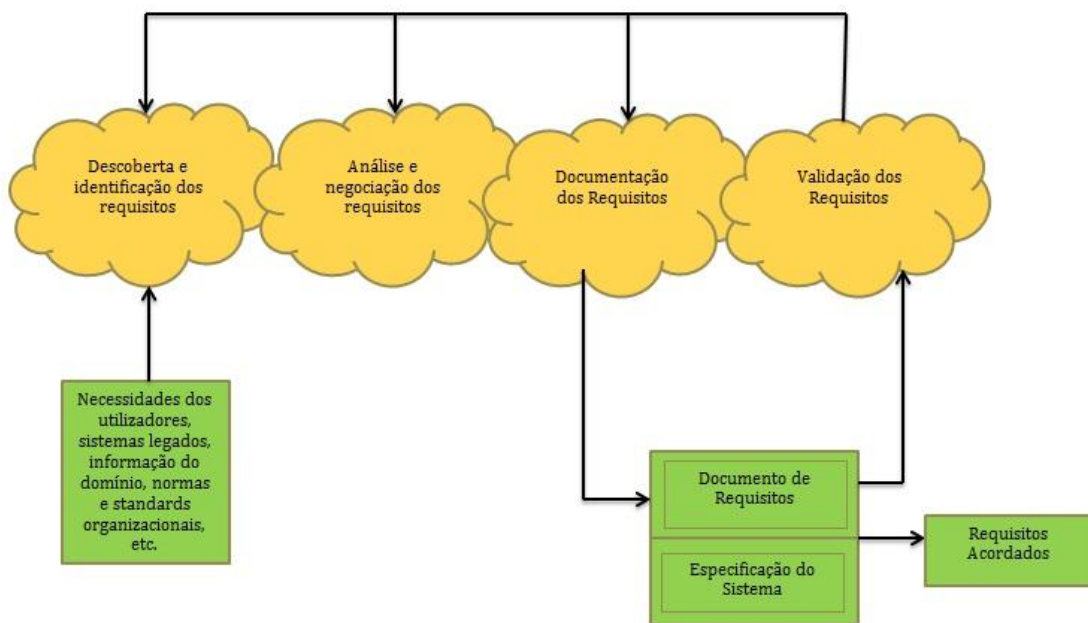 Descoberta e
identificação dos
requisitos
Análise e
negociação dos
requisitos
Documentação
dos Requisitos
Validação dos
Requisitos
Necessidades dos
utilizadores,
sistemas legados,
informação do
domínio, normas
e standards
organizacionais,
etc.
Documento de
Requisitos
Especificação do
Sistema
Requisitos
Acordados